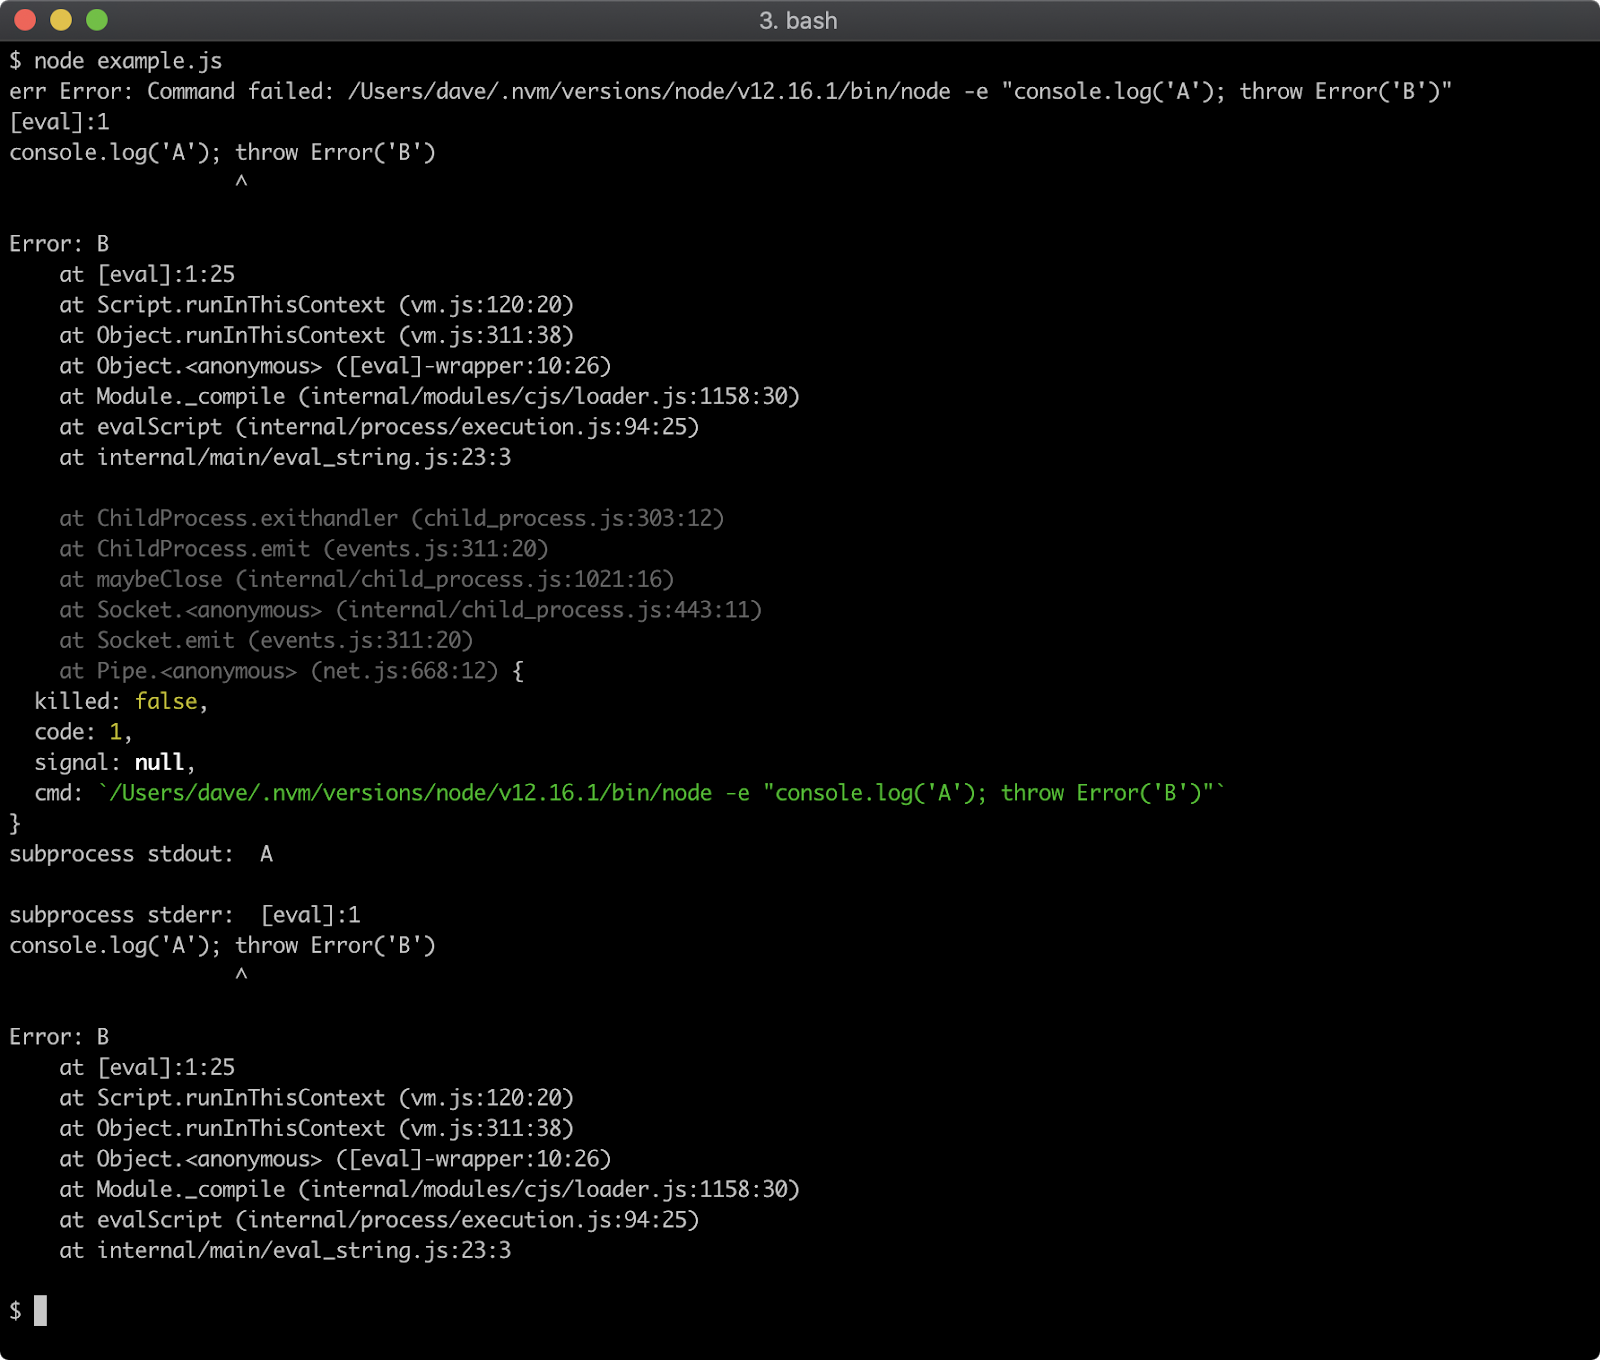 3. bash
$ node example.js
err Error: Command failed: /Users/dave/.nvm/versions/node/v12.16.1/bin/node -e "console.log('A'); throw Error('B')"
[eval]:1
console.log('A'); throw Error('B')
                  ^

Error: B
    at [eval]:1:25
    at Script.runInThisContext (vm.js:120:20)
    at Object.runInThisContext (vm.js:311:38)
    at Object.<anonymous> ([eval]-wrapper:10:26)
    at Module._compile (internal/modules/cjs/loader.js:1158:30)
    at evalScript (internal/process/execution.js:94:25)
    at internal/main/eval_string.js:23:3

    at ChildProcess.exithandler (child_process.js:303:12)
    at ChildProcess.emit (events.js:311:20)
    at maybeClose (internal/child_process.js:1021:16)
    at Socket.<anonymous> (internal/child_process.js:443:11)
    at Socket.emit (events.js:311:20)
    at Pipe.<anonymous> (net.js:668:12) {
  killed: false,
  code: 1,
  signal: null,
  cmd: `/Users/dave/.nvm/versions/node/v12.16.1/bin/node -e "console.log('A'); throw Error('B')"`
}
subprocess stdout:  A

subprocess stderr:  [eval]:1
console.log('A'); throw Error('B')
                  ^

Error: B
    at [eval]:1:25
    at Script.runInThisContext (vm.js:120:20)
    at Object.runInThisContext (vm.js:311:38)
    at Object.<anonymous> ([eval]-wrapper:10:26)
    at Module._compile (internal/modules/cjs/loader.js:1158:30)
    at evalScript (internal/process/execution.js:94:25)
    at internal/main/eval_string.js:23:3

$